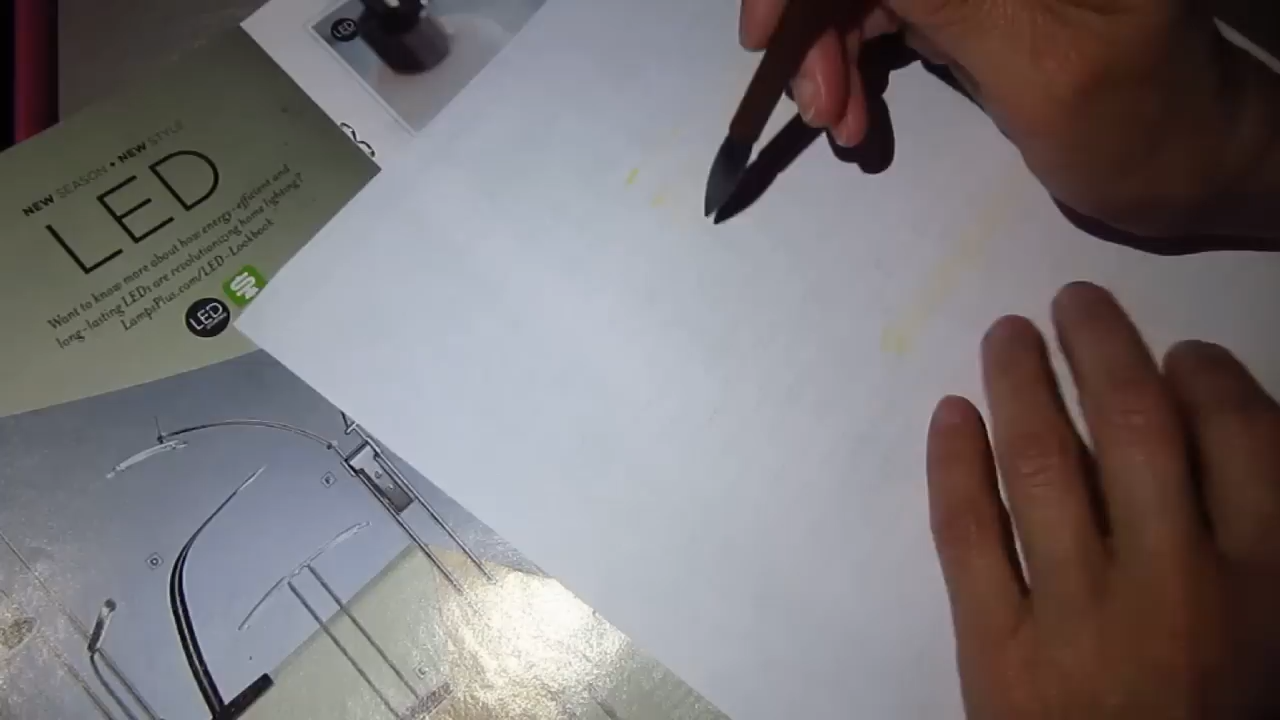 NEW SEASON + NEW STYLE
LED
Want to know more about how energy-efficient and
long-lasting LEDs are revolutionizing home lighting?
LampsPlus.com/LED-Lookbook
LED
LED
D